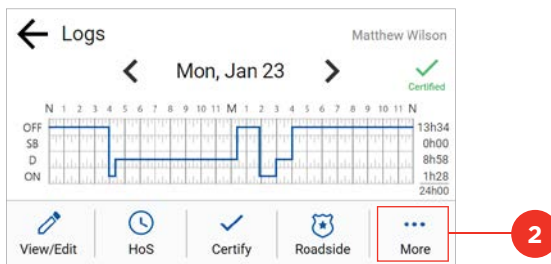 Logs Matthew Wilson
Mon, Jan 23
Certified
N 1 2 3 4 5 6 7 8 9 10 11 M 1 2 3 4 5 6 7 8 9 10 11 N
OFF 13h34
SB 0h00
D 8h58
ON 1h28
24h00
View/Edit HoS Certify Roadside More
2